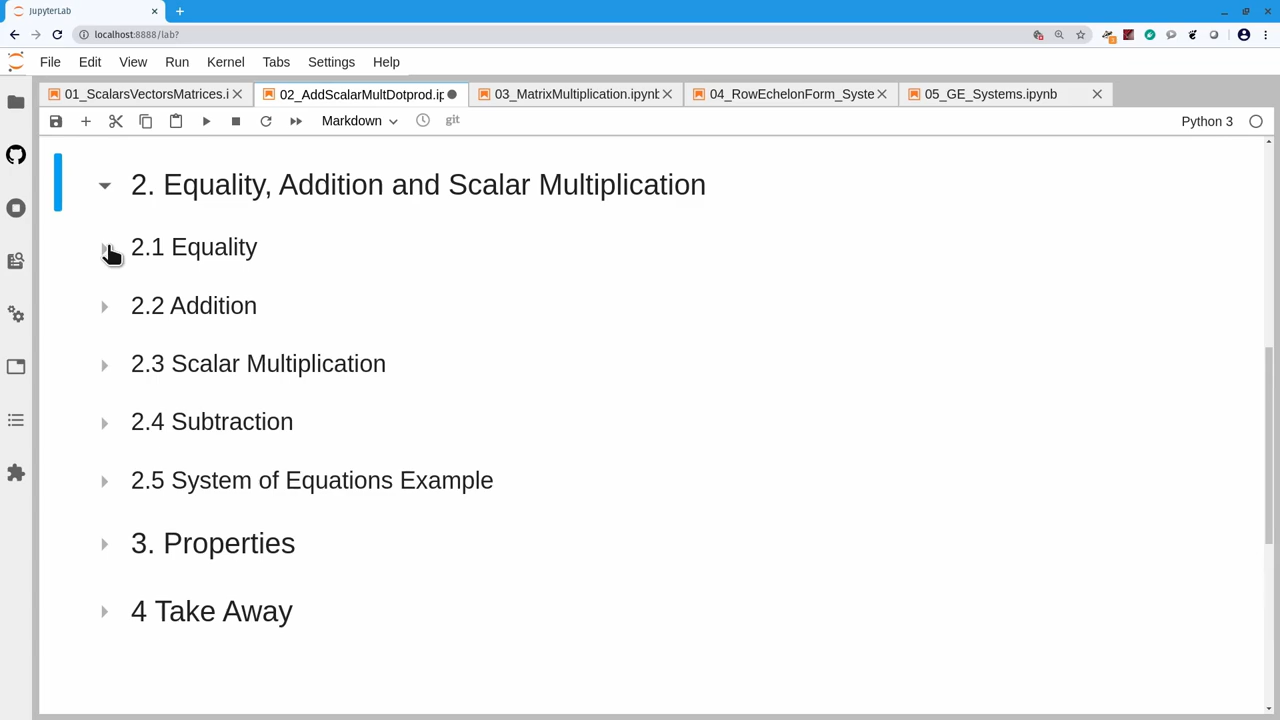 JupyterLab
localhost:8888/lab?
File Edit View Run Kernel Tabs Settings Help
01_ScalarsVectorsMatrices.i 02_AddScalarMultDotprod.ip 03_MatrixMultiplication.ipynb 04_RowEchelonForm_Syste 05_GE_Systems.ipynb
Markdown git Python 3
2. Equality, Addition and Scalar Multiplication
2.1 Equality
2.2 Addition
2.3 Scalar Multiplication
2.4 Subtraction
2.5 System of Equations Example
3. Properties
4 Take Away